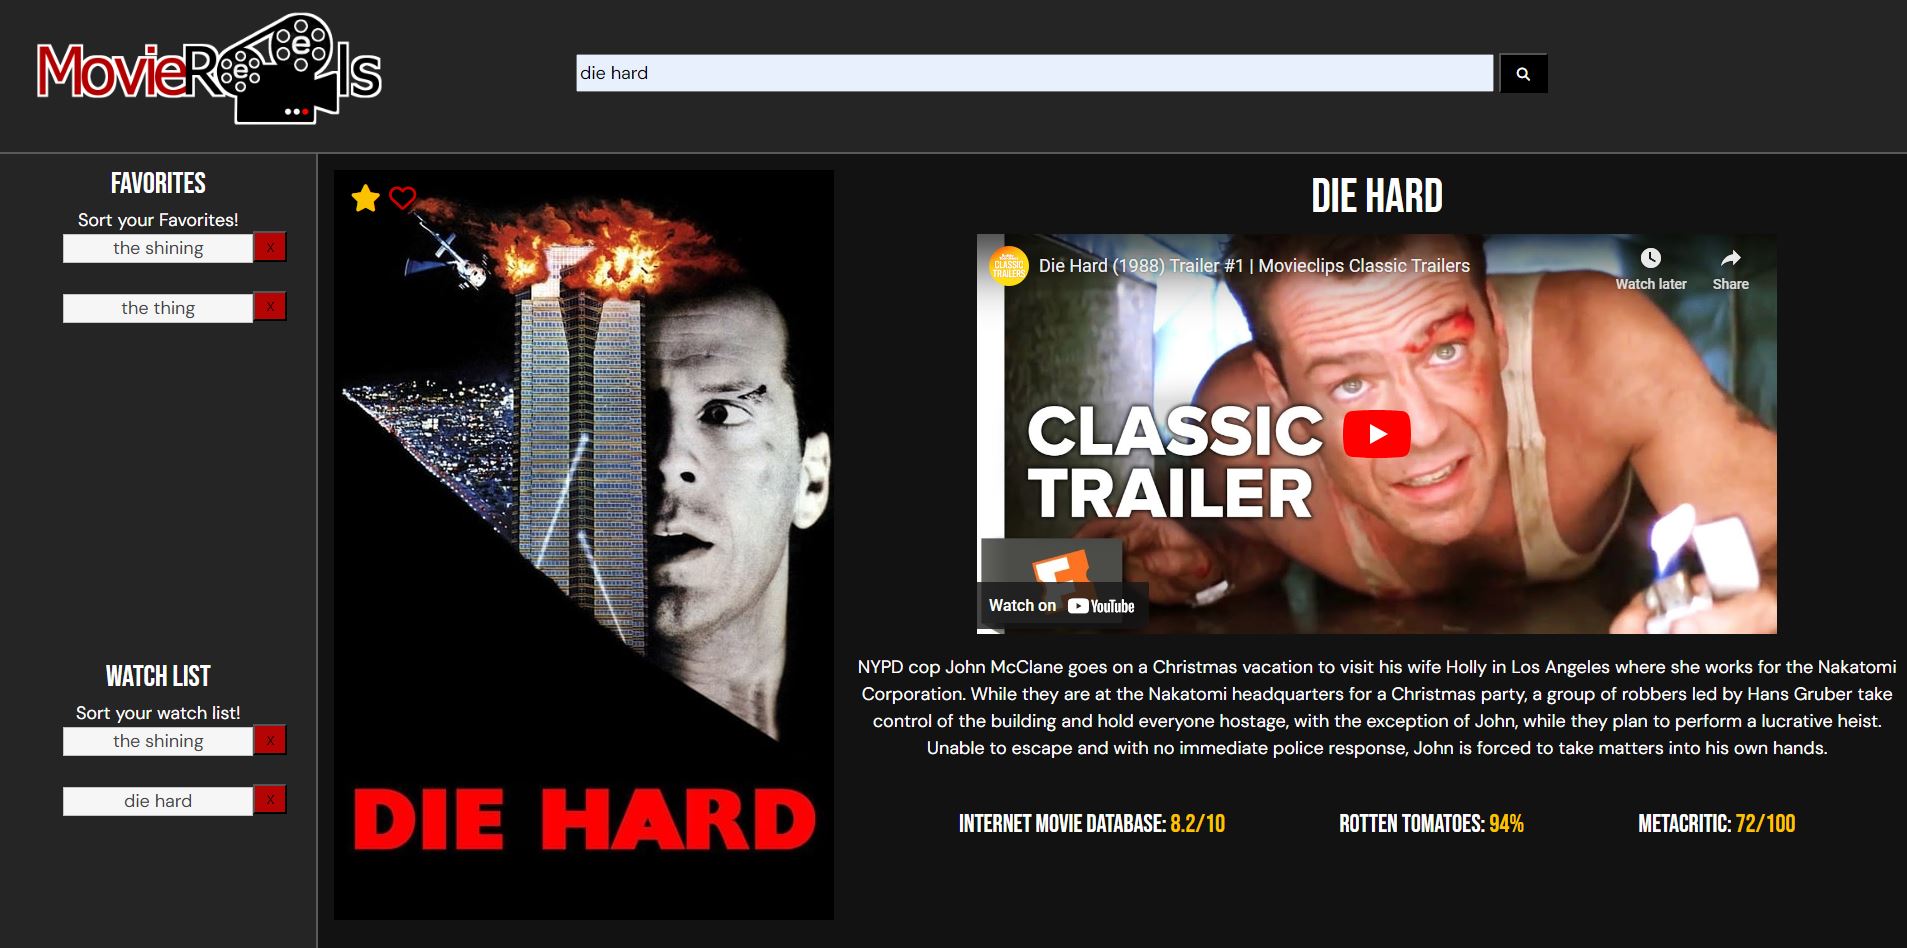 MovieReels
die hard
FAVORITES
Sort your Favorites!
the shining
X
the thing
X
WATCH LIST
Sort your watch list!
the shining
X
die hard
X
DIE HARD
DIE HARD
CLASSIC
TRAILERS
Die Hard (1988) Trailer #1 | Movieclips Classic Trailers
Watch later
Share
CLASSIC
TRAILER
Watch on YouTube
NYPD cop John McClane goes on a Christmas vacation to visit his wife Holly in Los Angeles where she works for the Nakatomi
Corporation. While they are at the Nakatomi headquarters for a Christmas party, a group of robbers led by Hans Gruber take
control of the building and hold everyone hostage, with the exception of John, while they plan to perform a lucrative heist.
Unable to escape and with no immediate police response, John is forced to take matters into his own hands.
INTERNET MOVIE DATABASE: 8.2/10
ROTTEN TOMATOES: 94%
METACRITIC: 72/100